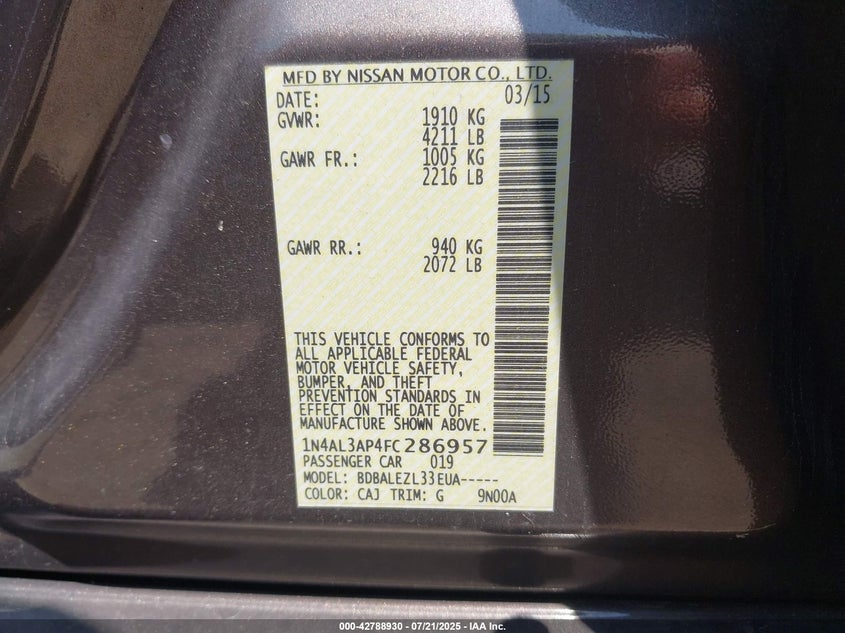 MFD BY NISSAN MOTOR CO., LTD.
DATE: 03/15
GVWR: 1910 KG
4211 LB
GAWR FR.: 1005 KG
2216 LB
GAWR RR.: 940 KG
2072 LB
THIS VEHICLE CONFORMS TO
ALL APPLICABLE FEDERAL
MOTOR VEHICLE SAFETY,
BUMPER, AND THEFT
PREVENTION STANDARDS IN
EFFECT ON THE DATE OF
MANUFACTURE SHOWN ABOVE.
1N4AL3AP4FC286957
PASSENGER CAR 019
MODEL: BDBALEZL33EUA-----
COLOR: CAJ TRIM: G 9N00A
000-42788930 - 07/21/2025 - IAA Inc.